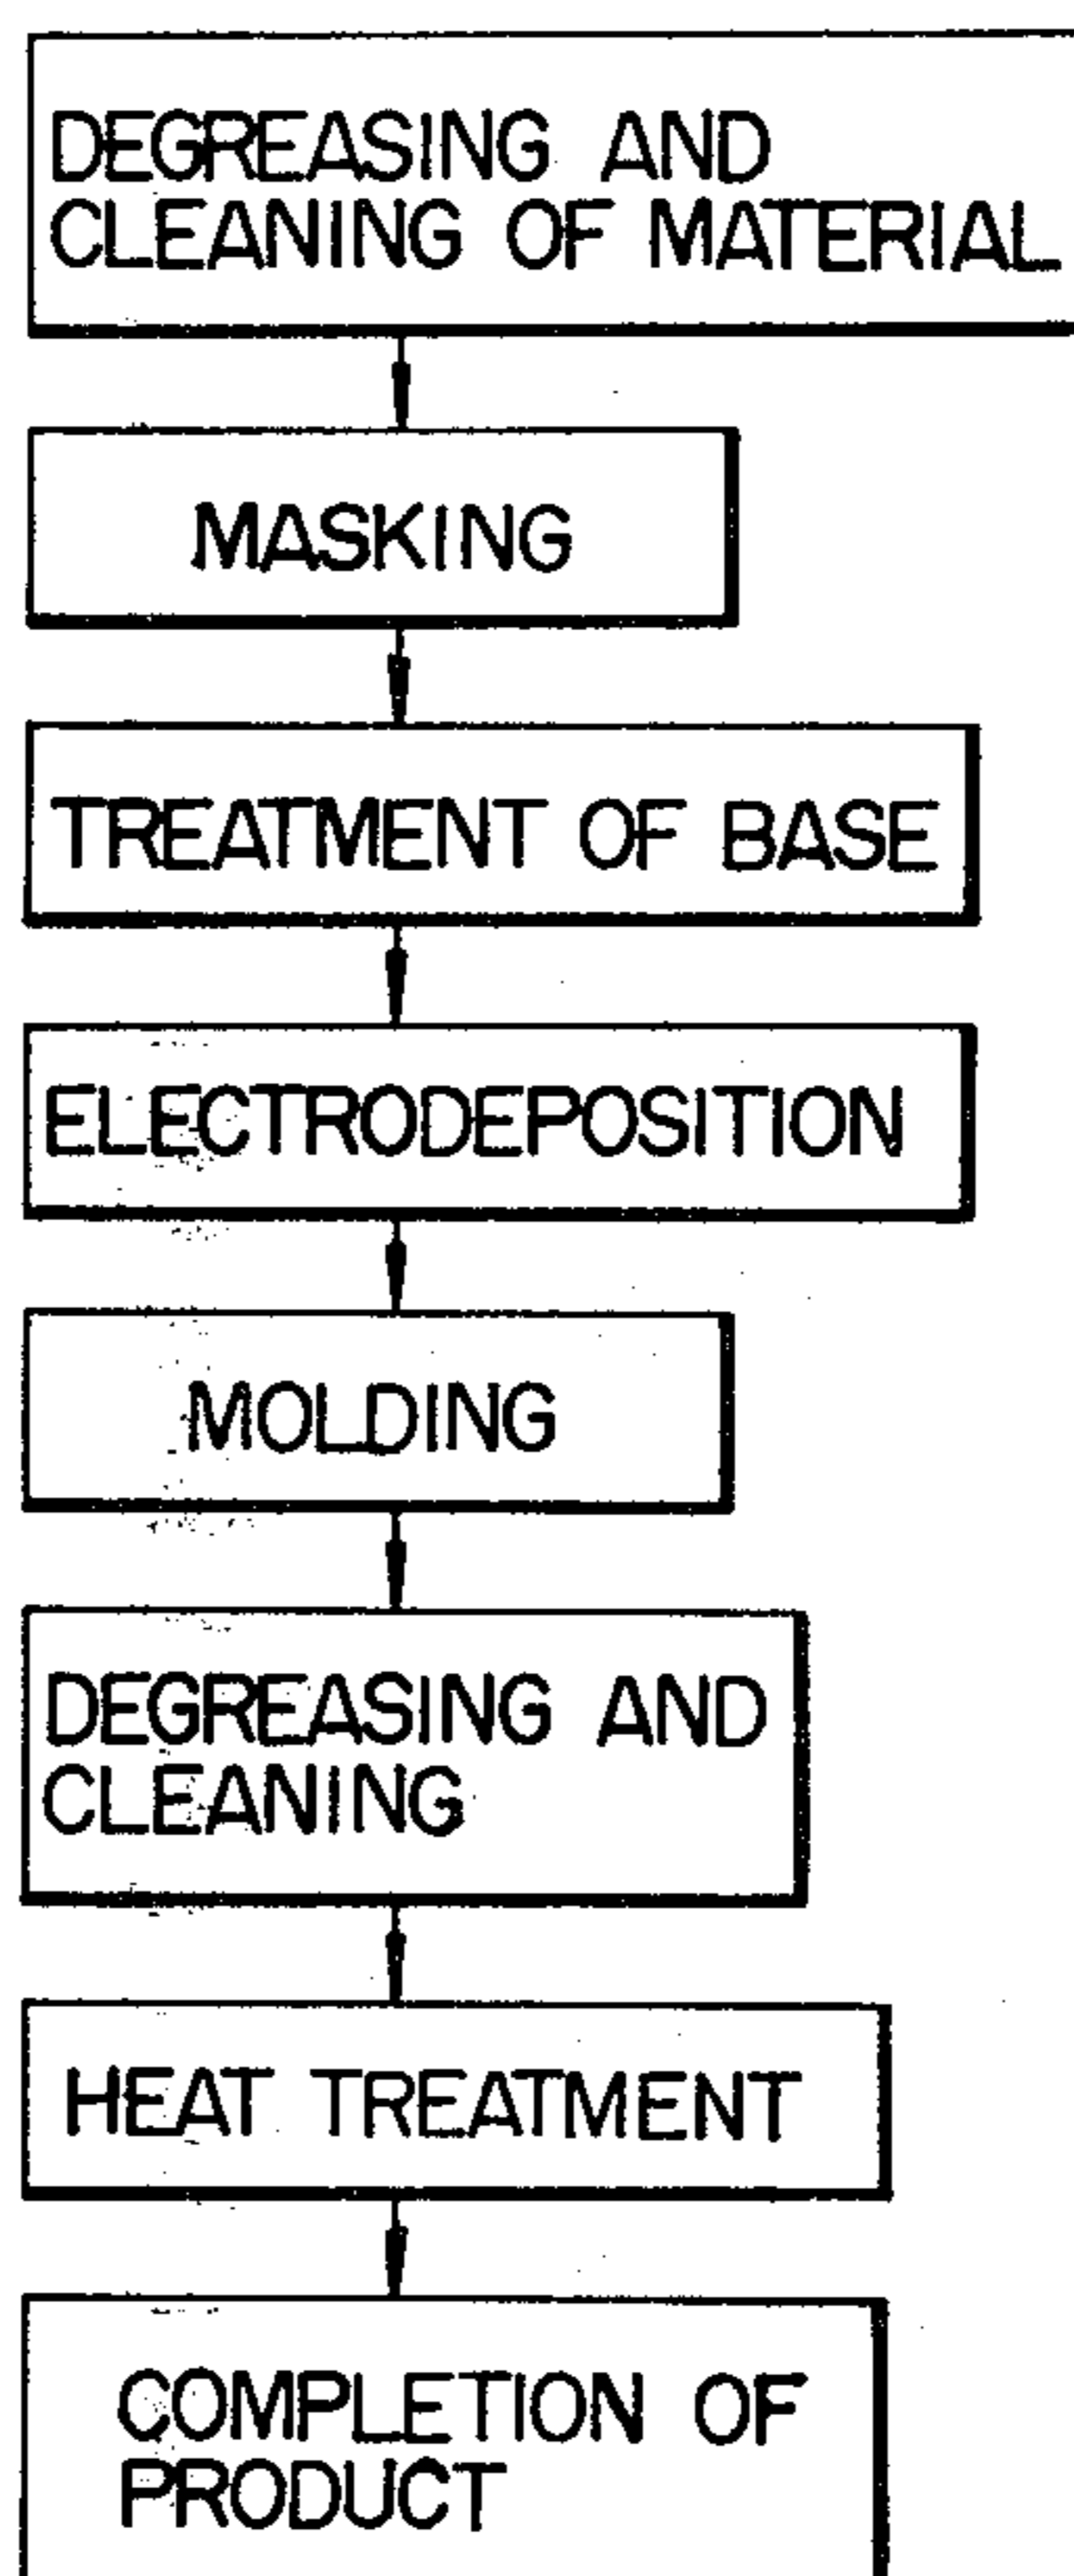 DEGREASING AND
CLEANING OF MATERIAL
MASKING
TREATMENT OF BASE
ELECTRODEPOSITION
MOLDING
DEGREASING AND
CLEANING
HEAT TREATMENT
COMPLETION OF
PRODUCT